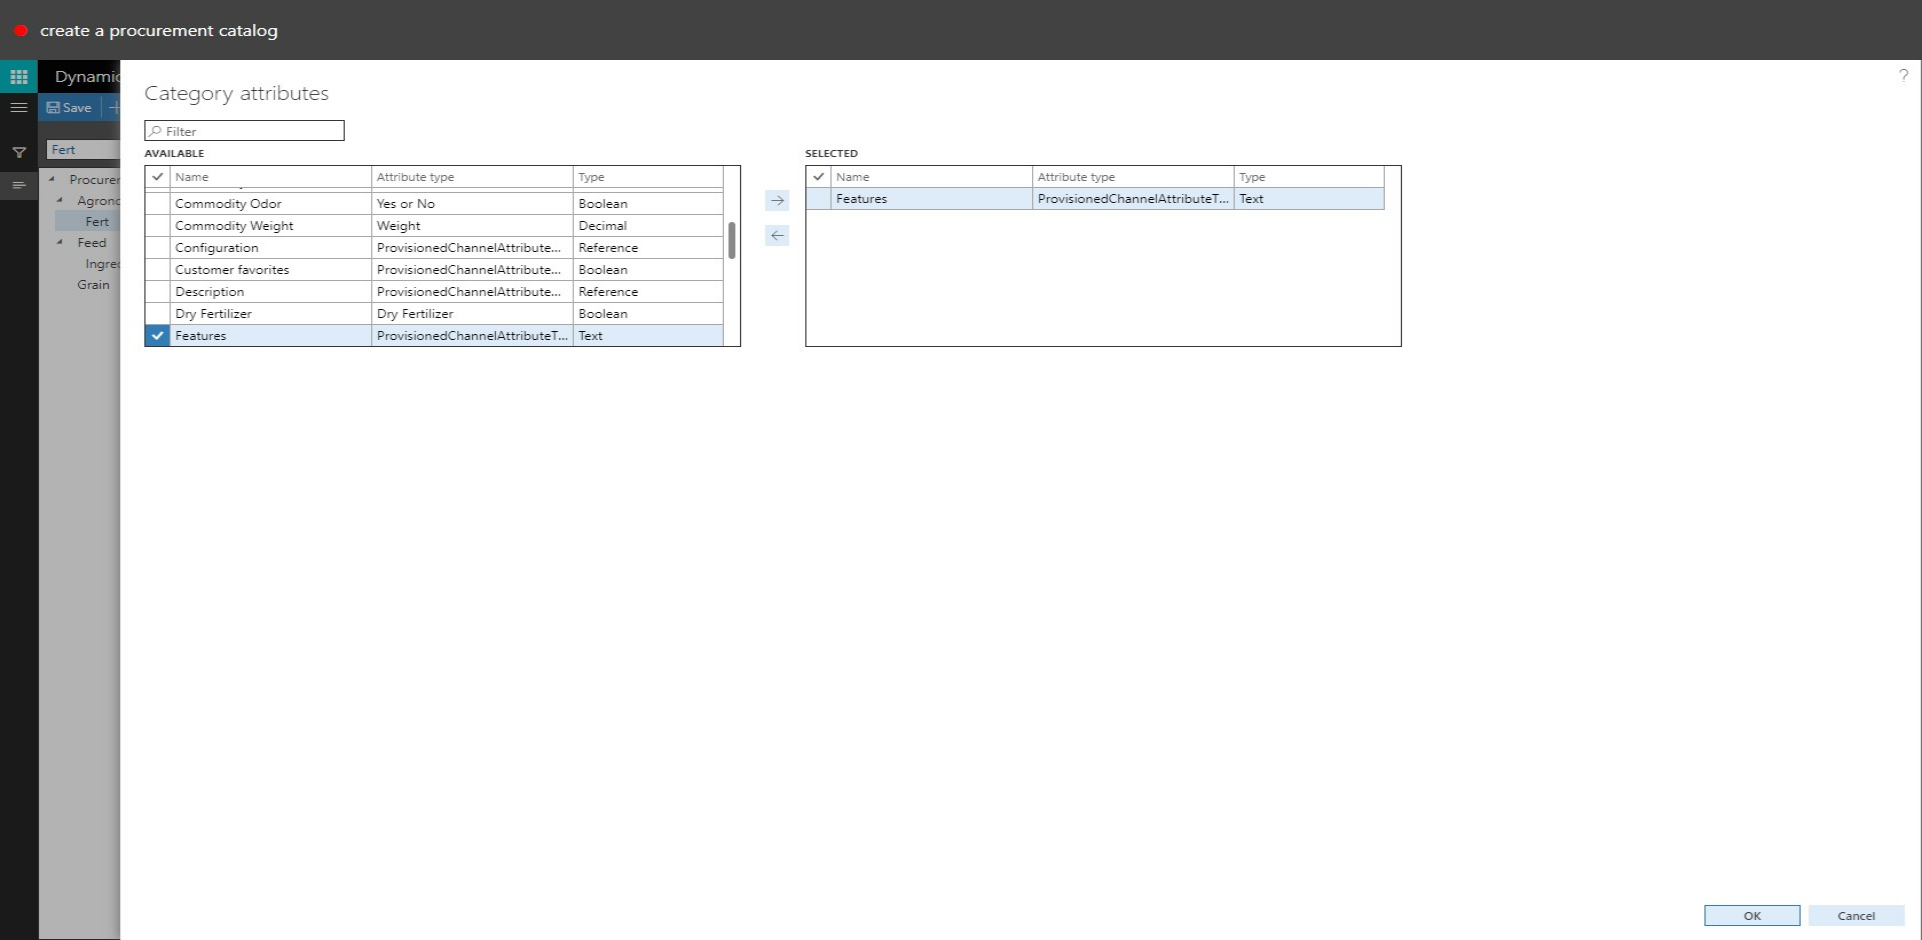 create a procurement catalog
Dynamic
Save
Fert
Procurer
Agrono
Fert
Feed
Ingred
Grain
?
Category attributes
Filter
AVAILABLE
Name Attribute type Type
Commodity Odor Yes or No Boolean
Commodity Weight Weight Decimal
Configuration ProvisionedChannelAttribute... Reference
Customer favorites ProvisionedChannelAttribute... Boolean
Description ProvisionedChannelAttribute... Reference
Dry Fertilizer Dry Fertilizer Boolean
Features ProvisionedChannelAttributeT... Text
SELECTED
Name Attribute type Type
Features ProvisionedChannelAttributeT... Text
OK Cancel